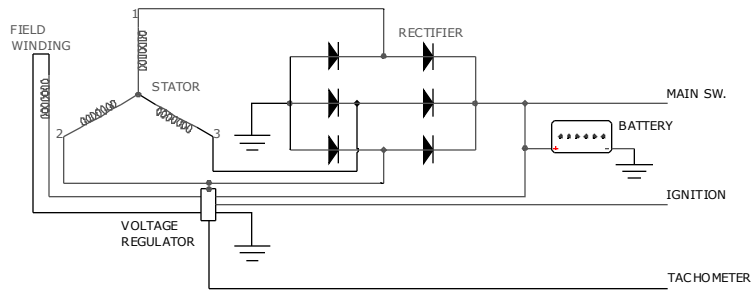 1
FIELD
WINDING
RECTIFIER
STATOR
MAIN SW.
BATTERY
+ -
2
3
IGNITION
VOLTAGE
REGULATOR
TACHOMETER